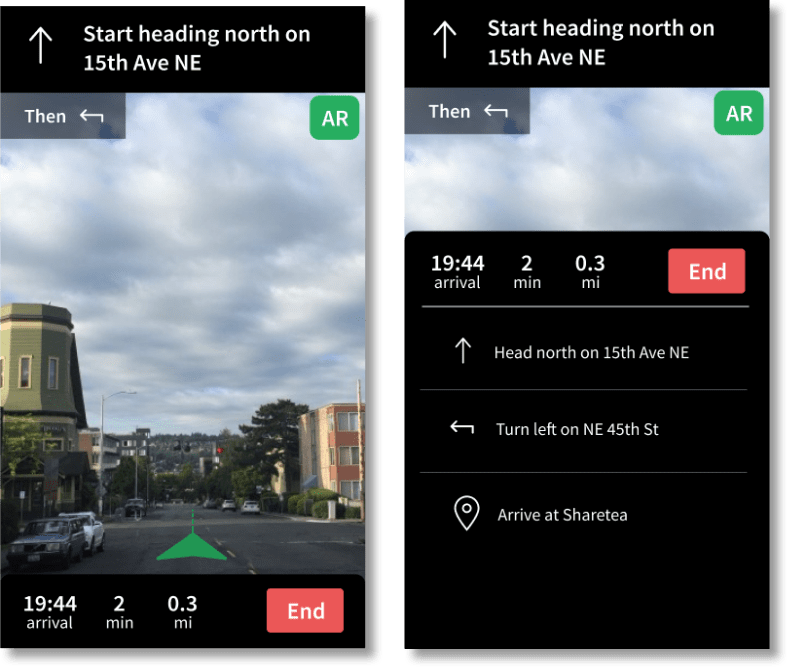 Start heading north on
15th Ave NE
Then
AR
19:44 2 0.3
arrival min mi
End
Start heading north on
15th Ave NE
Then
AR
19:44 2 0.3
arrival min mi
End
Head north on 15th Ave NE
Turn left on NE 45th St
Arrive at Sharetea